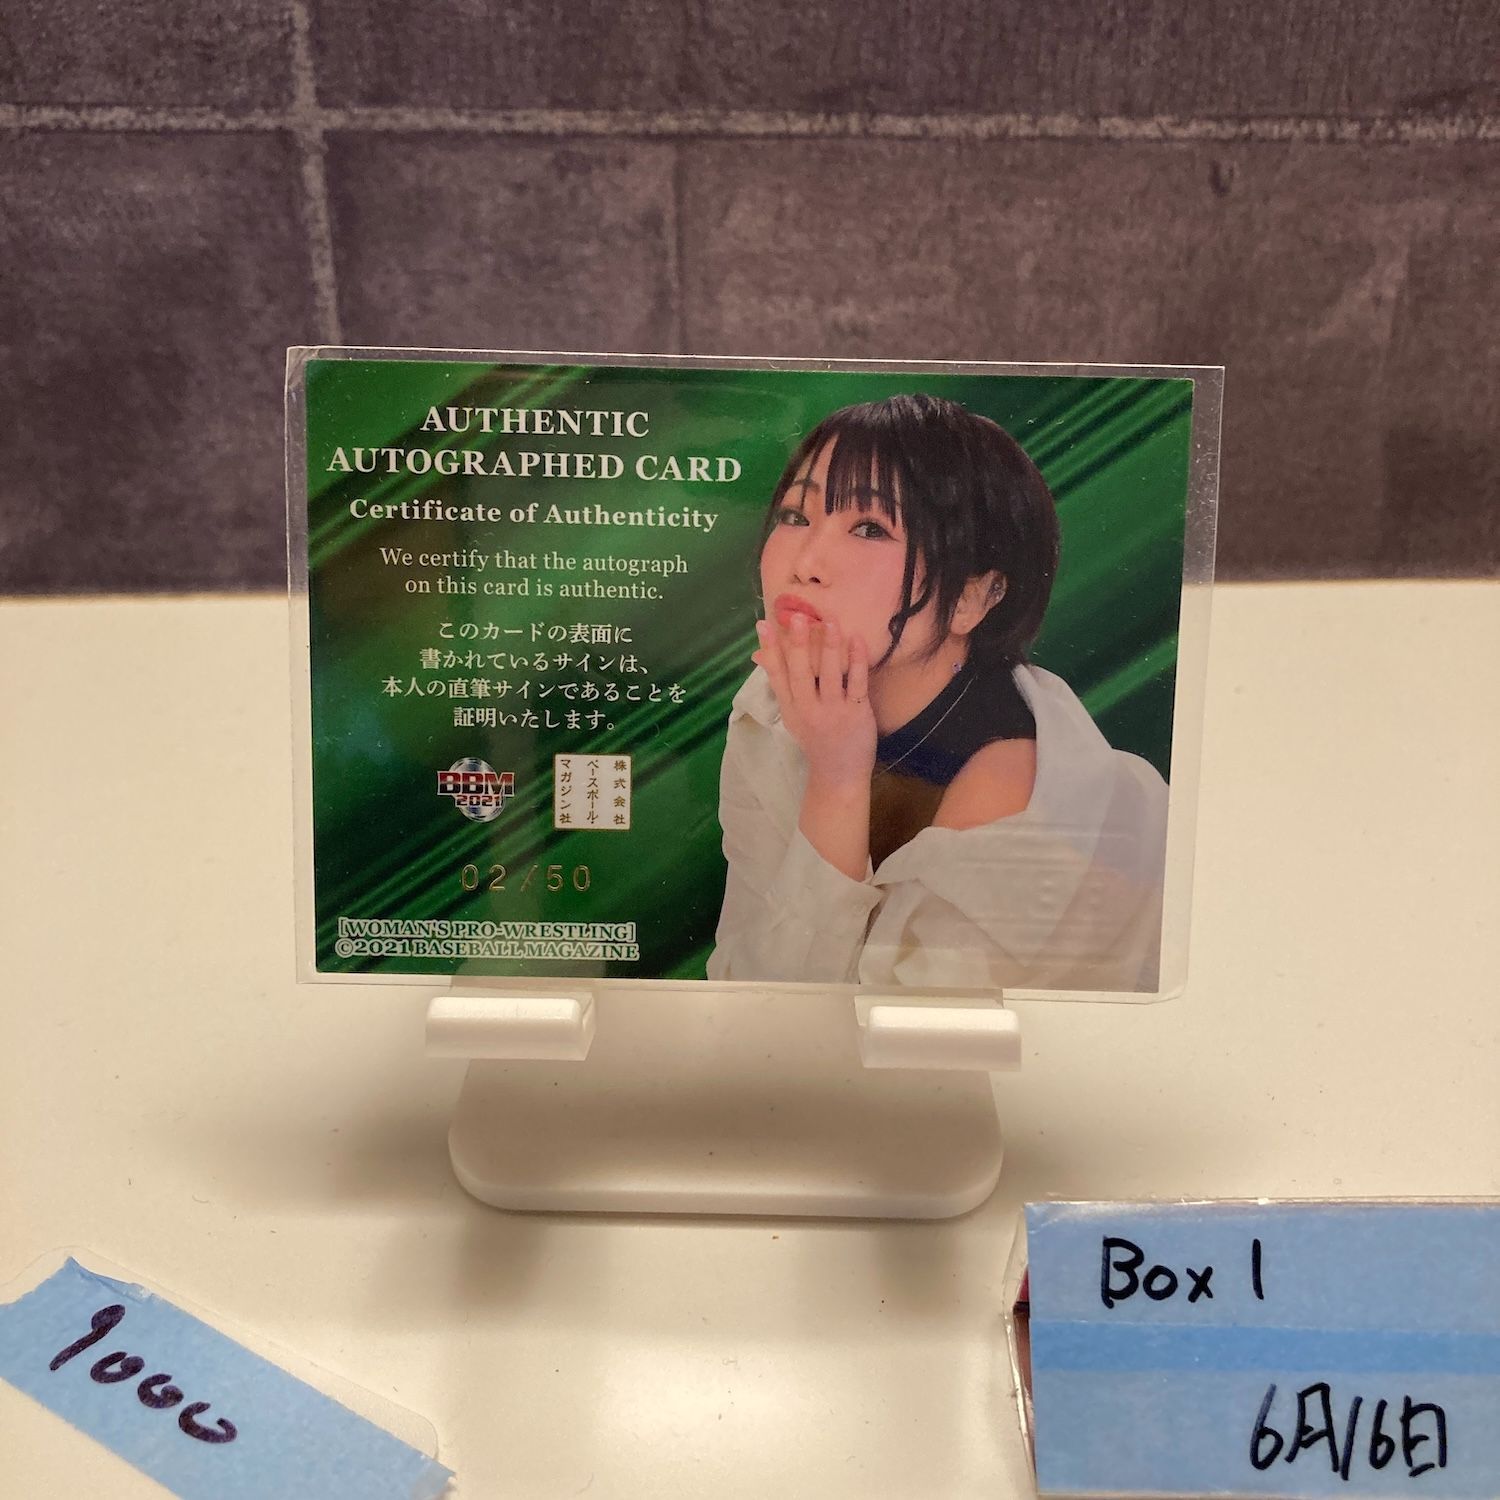 AUTHENTIC
AUTOGRAPHED CARD
Certificate of Authenticity
We certify that the autograph
on this card is authentic.
このカードの表面に
書かれているサインは、
本人の直筆サインであることを
証明いたします。
BBM
2021
株式会社
ベースボール・
マガジン社
02/50
[WOMAN'S PRO-WRESTLING]
©2021 BASEBALL MAGAZINE
Box 1
6月16日